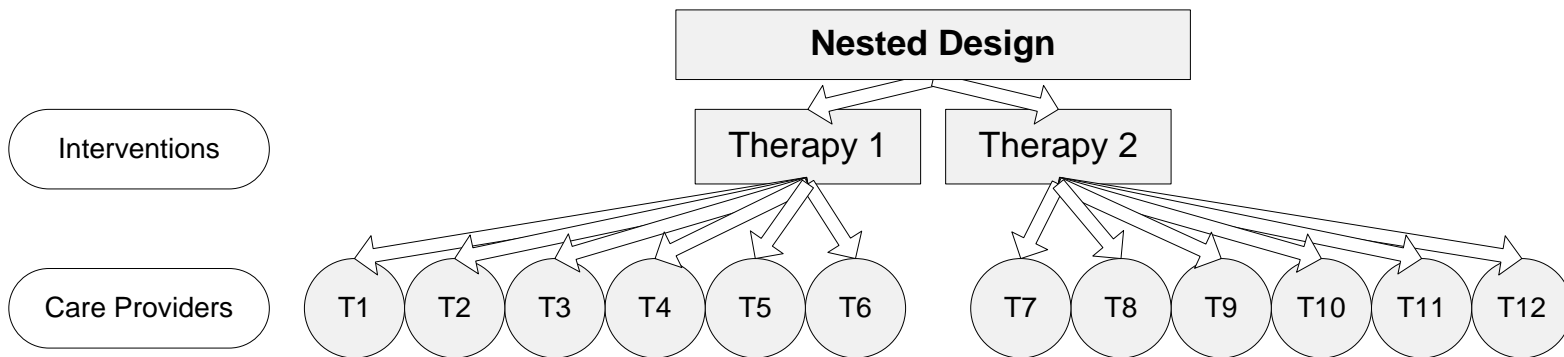 Nested Design
Interventions
Therapy 1
Therapy 2
Care Providers
T1
T2
T3
T4
T5
T6
T7
T8
T9
T10
T11
T12